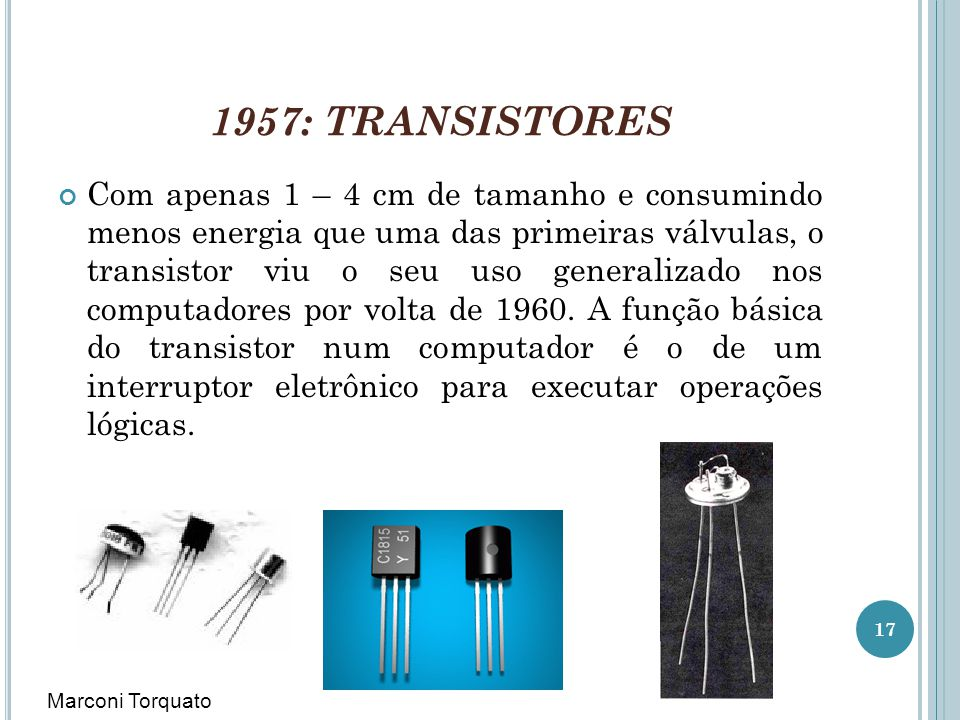 1957: TRANSISTORES
Com apenas 1 – 4 cm de tamanho e consumindo
menos energia que uma das primeiras válvulas, o
transistor viu o seu uso generalizado nos
computadores por volta de 1960. A função básica
do transistor num computador é o de um
interruptor eletrônico para executar operações
lógicas.
C1815
Y 51
17
Marconi Torquato